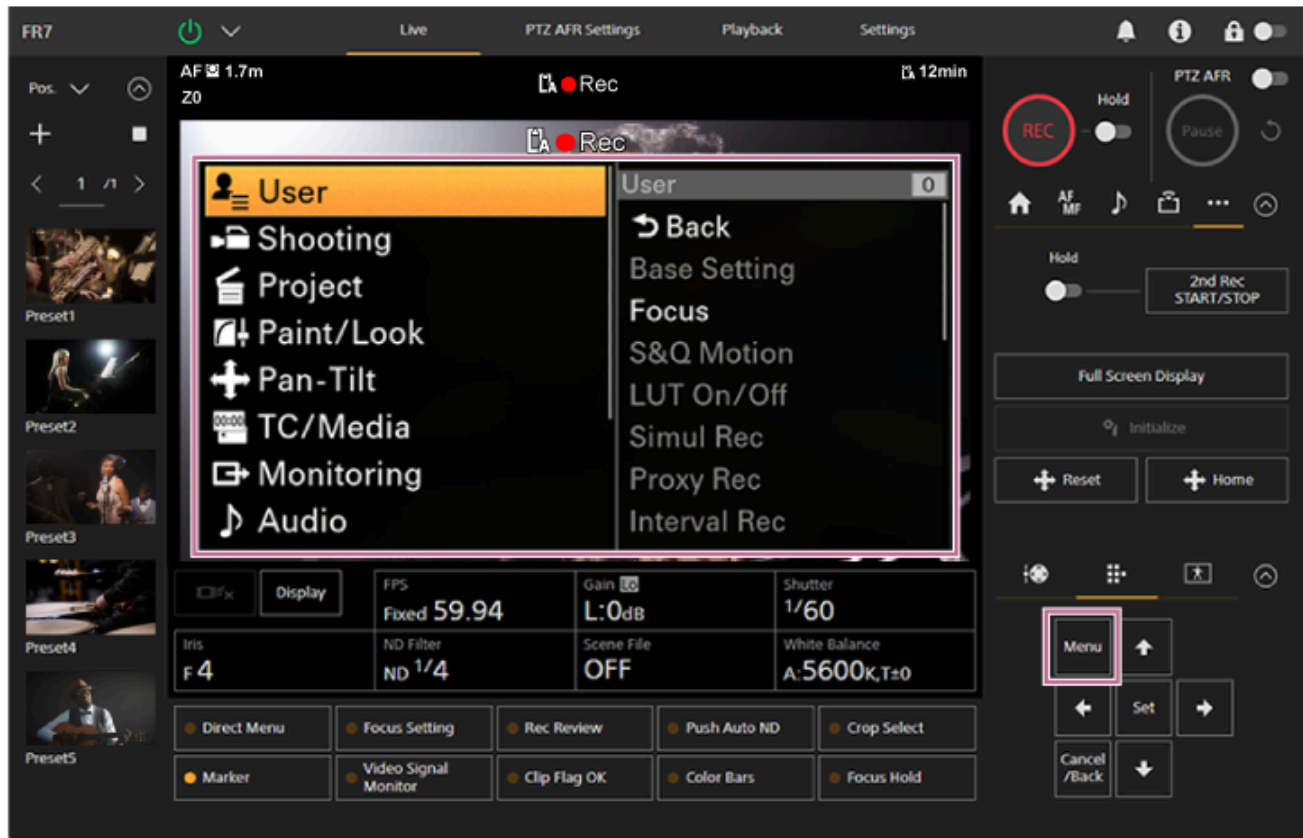 FR7
Live
PTZ AFR Settings
Playback
Settings
Pos.
1 /1
Preset1
Preset2
Preset3
Preset4
Preset5
AF 1.7m
Z0
A Rec
A 12min
A Rec
User
Shooting
Project
Paint/Look
Pan-Tilt
TC/Media
Monitoring
Audio
User 0
Back
Base Setting
Focus
S&Q Motion
LUT On/Off
Simul Rec
Proxy Rec
Interval Rec
Display
FPS
Fixed 59.94
Gain Lo
L:0dB
Shutter
1/60
Iris
F 4
ND Filter
ND 1/4
Scene File
OFF
White Balance
A:5600K,T±0
Direct Menu
Focus Setting
Rec Review
Push Auto ND
Crop Select
Marker
Video Signal
Monitor
Clip Flag OK
Color Bars
Focus Hold
REC
Hold
PTZ AFR
Pause
AF
MF
Hold
2nd Rec
START/STOP
Full Screen Display
Initialize
Reset
Home
Menu
Set
Cancel
/Back